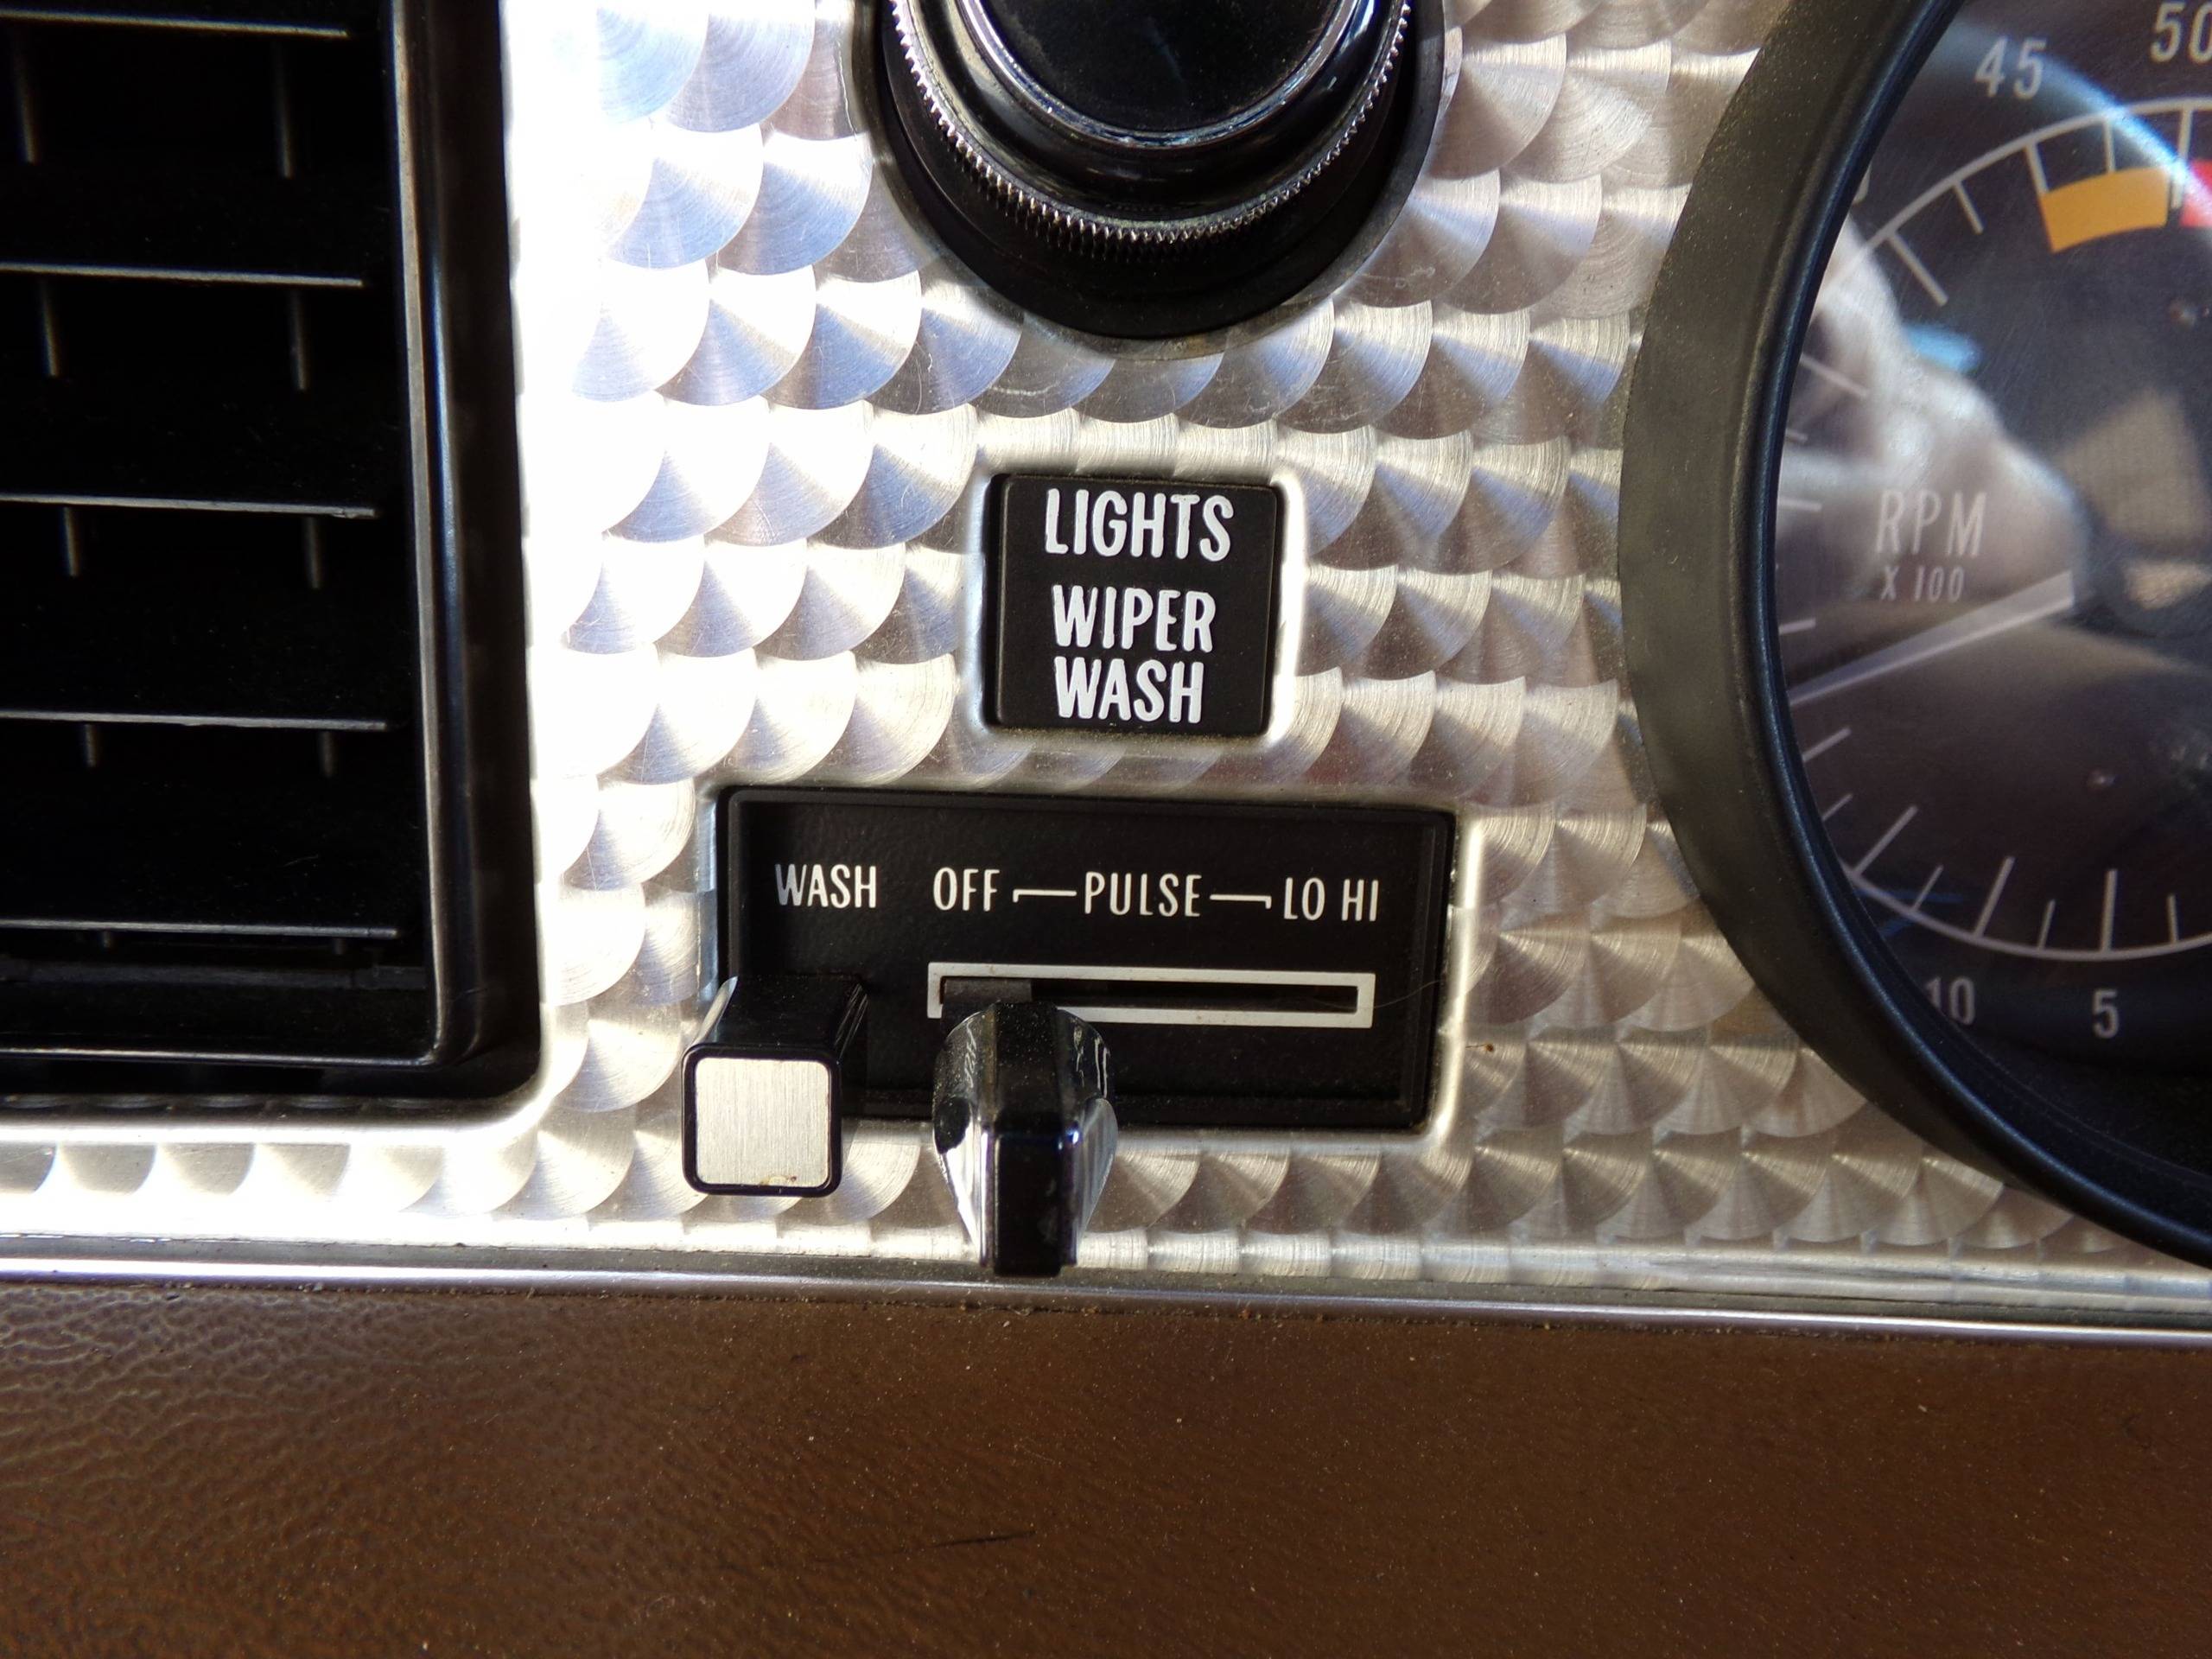 45 50
LIGHTS
WIPER
WASH
RPM
X 100
WASH OFF PULSE LO HI
10 5